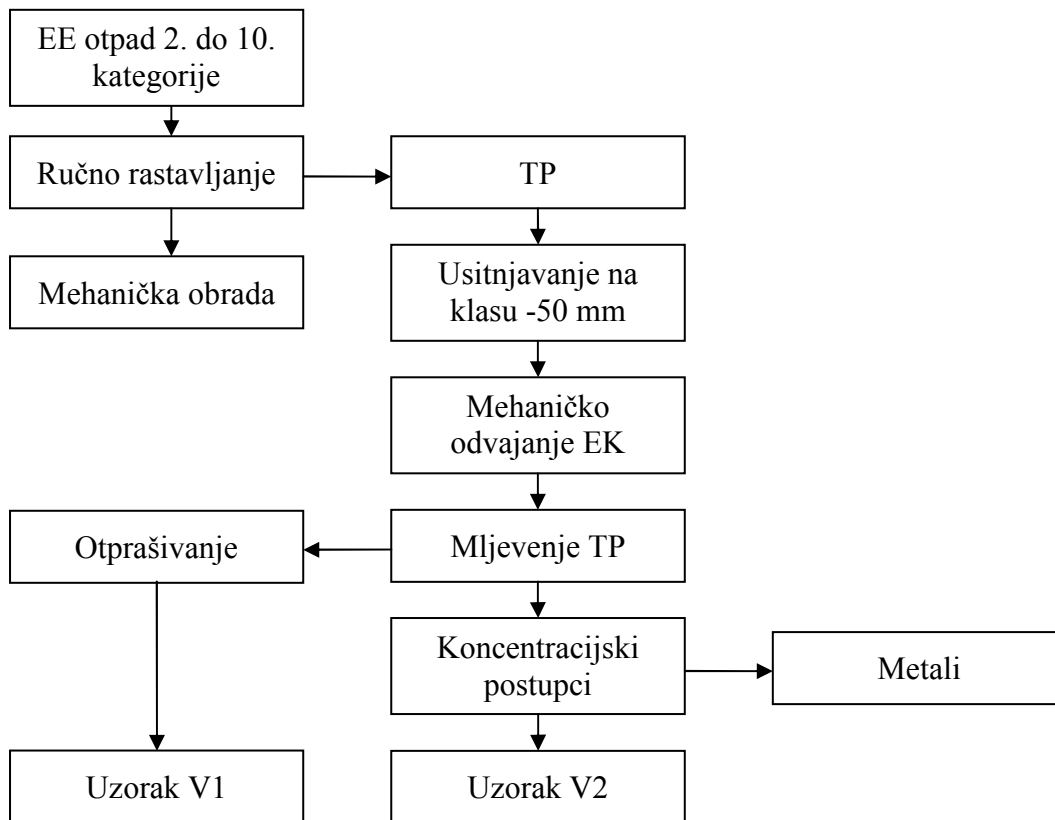 EE otpad 2. do 10.
kategorije
Ručno rastavljanje
TP
Mehanička obrada
Usitnjavanje na
klasu -50 mm
Mehaničko
odvajanje EK
Otprašivanje
Mljevenje TP
Koncentracijski
postupci
Metali
Uzorak V1
Uzorak V2